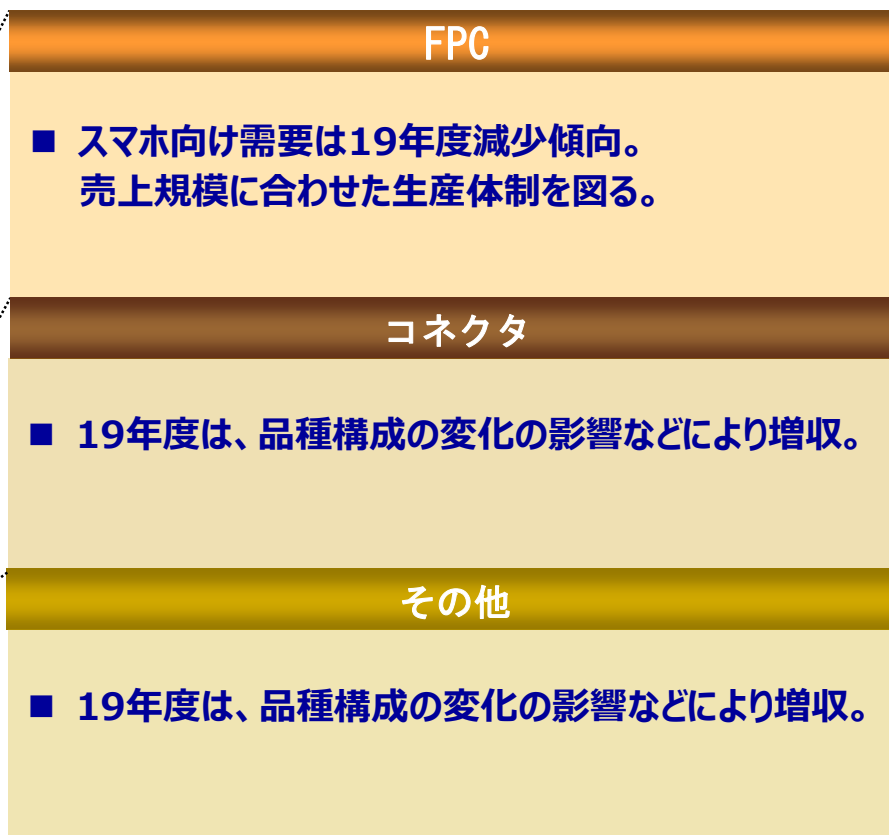 FPC
■ スマホ向け需要は19年度減少傾向。
売上規模に合わせた生産体制を図る。
コネクタ
■ 19年度は、品種構成の変化の影響などにより増収。
その他
■ 19年度は、品種構成の変化の影響などにより増収。